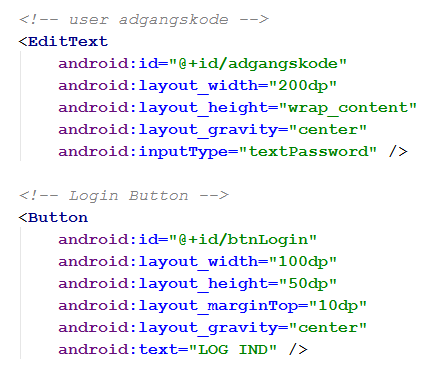 <!-- user adgangskode -->
<EditText
android:id="@+id/adgangskode"
android:layout_width="200dp"
android:layout_height="wrap_content"
android:layout_gravity="center"
android:inputType="textPassword" />
<!-- Login Button -->
<Button
android:id="@+id/btnLogin"
android:layout_width="100dp"
android:layout_height="50dp"
android:layout_marginTop="10dp"
android:layout_gravity="center"
android:text="LOG IND" />